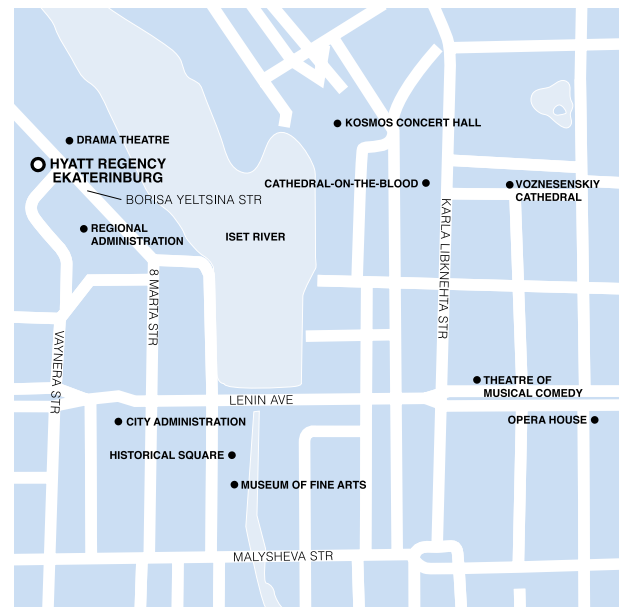 KOSMOS CONCERT HALL
DRAMA THEATRE
HYATT REGENCY
EKATERINBURG
CATHEDRAL-ON-THE-BLOOD
VOZNESENSKIY
CATHEDRAL
BORISA YELTSINA STR
REGIONAL
ADMINISTRATION
ISET RIVER
KARLA LIBKNEHTA STR
8 MARTA STR
VAYNERA STR
THEATRE OF
MUSICAL COMEDY
LENIN AVE
OPERA HOUSE
CITY ADMINISTRATION
HISTORICAL SQUARE
MUSEUM OF FINE ARTS
MALYSHEVA STR